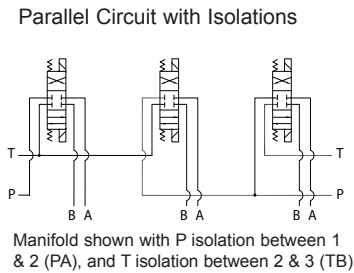 Parallel Circuit with Isolations
T
T
P
P
B A
B A
B A
Manifold shown with P isolation between 1
& 2 (PA), and T isolation between 2 & 3 (TB)